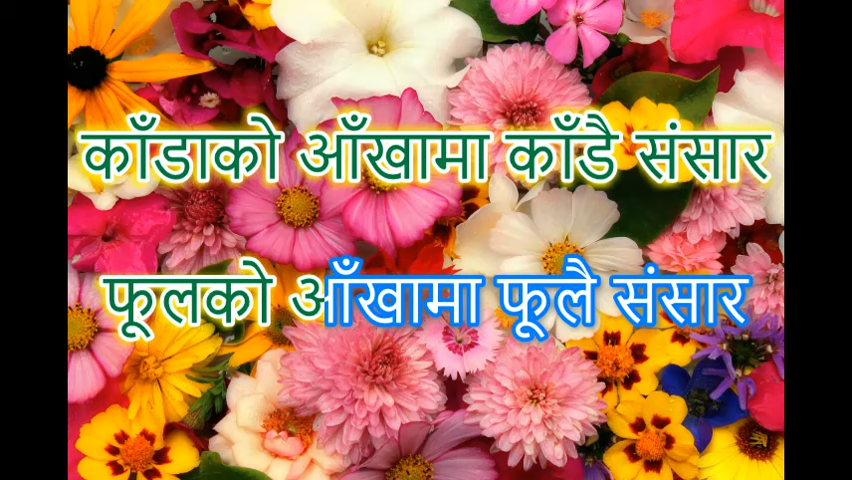 काँडाको आँखामा काँडै संसार
फूलको आँखामा फूलै संसार